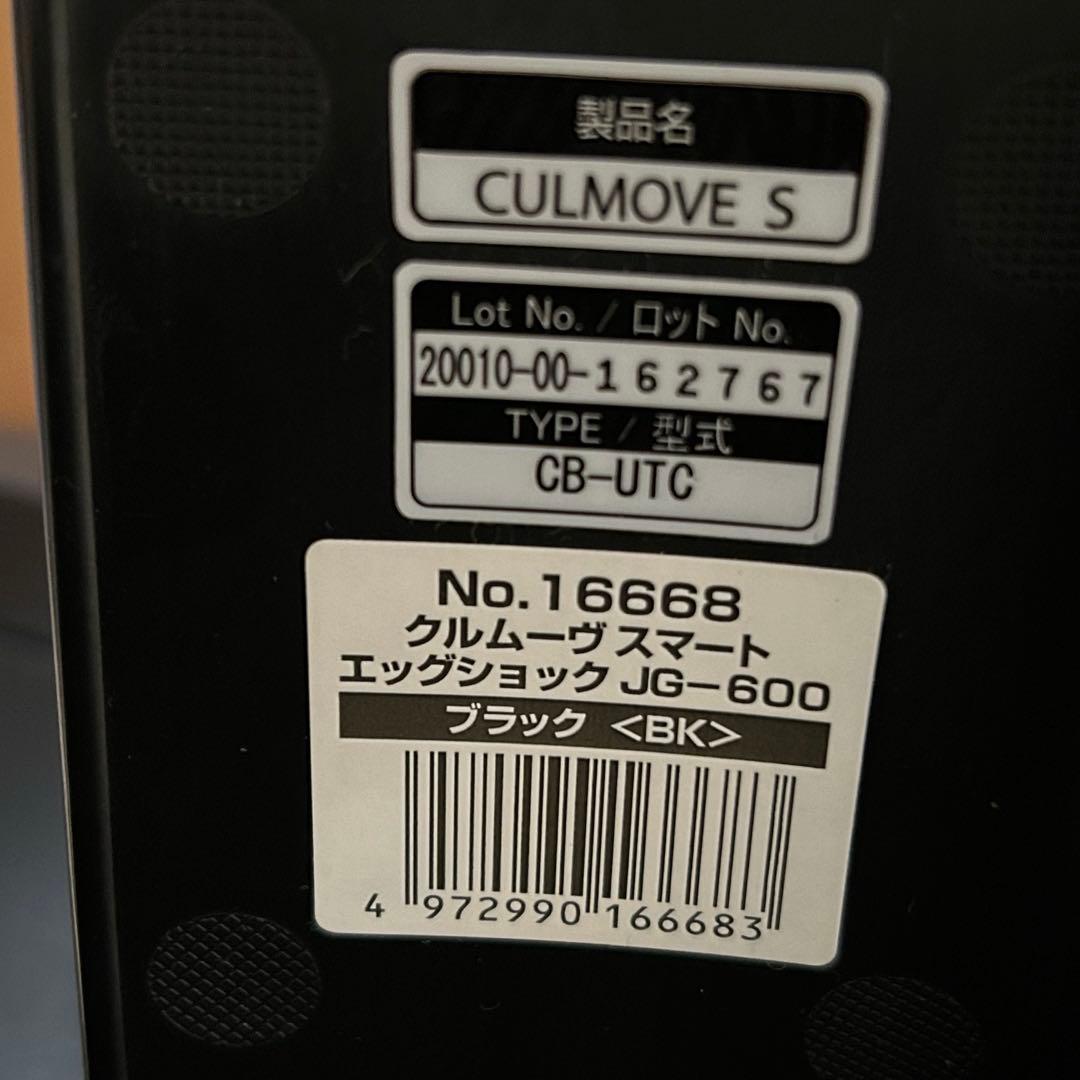 製品名
CULMOVE S
Lot No. / ロット No.
20010-00-162767
TYPE / 型式
CB-UTC
No.16668
クルムーヴ スマート
エッグショック JG-600
ブラック <BK>
4 972990 166683